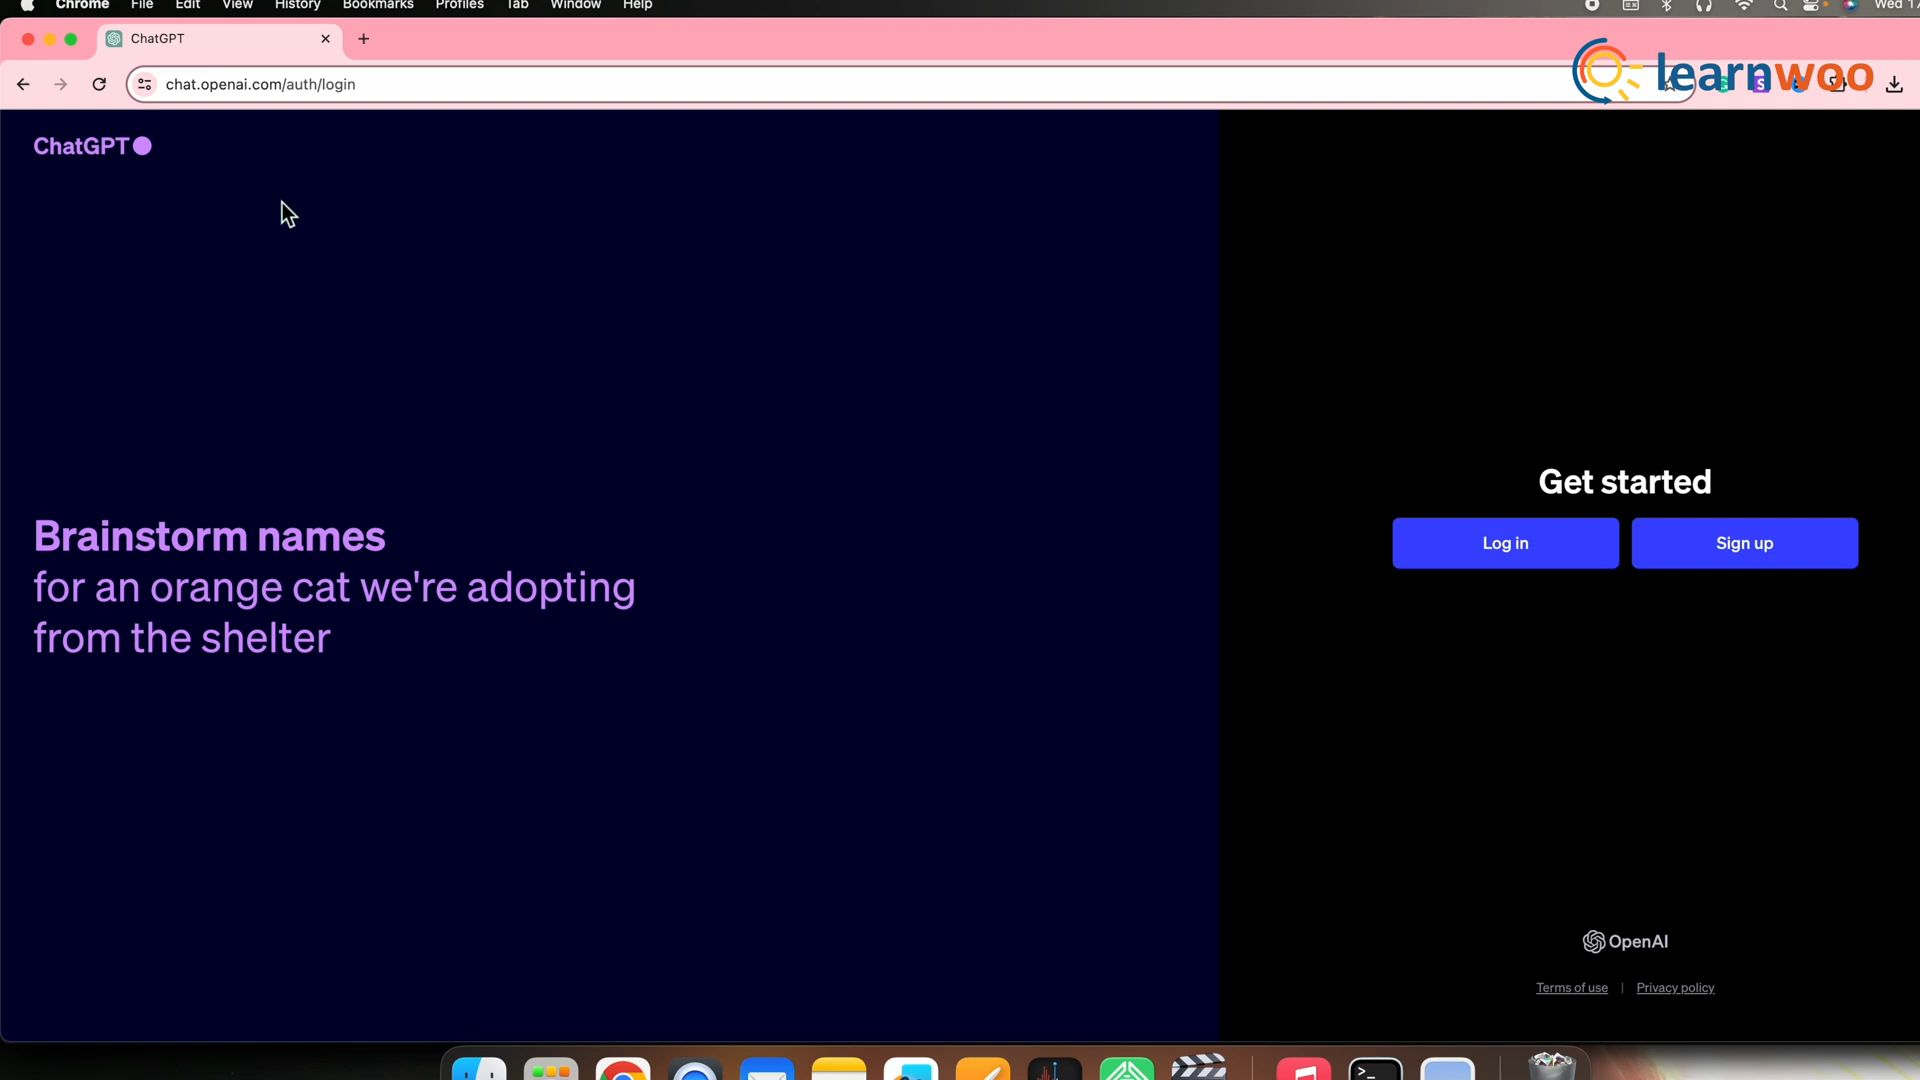 Chrome File Edit View History Bookmarks Profiles Tab Window Help
Wed 17
ChatGPT
learnwoo
chat.openai.com/auth/login
ChatGPT
Get started
Log in
Sign up
Brainstorm names
for an orange cat we're adopting
from the shelter
OpenAI
Terms of use | Privacy policy